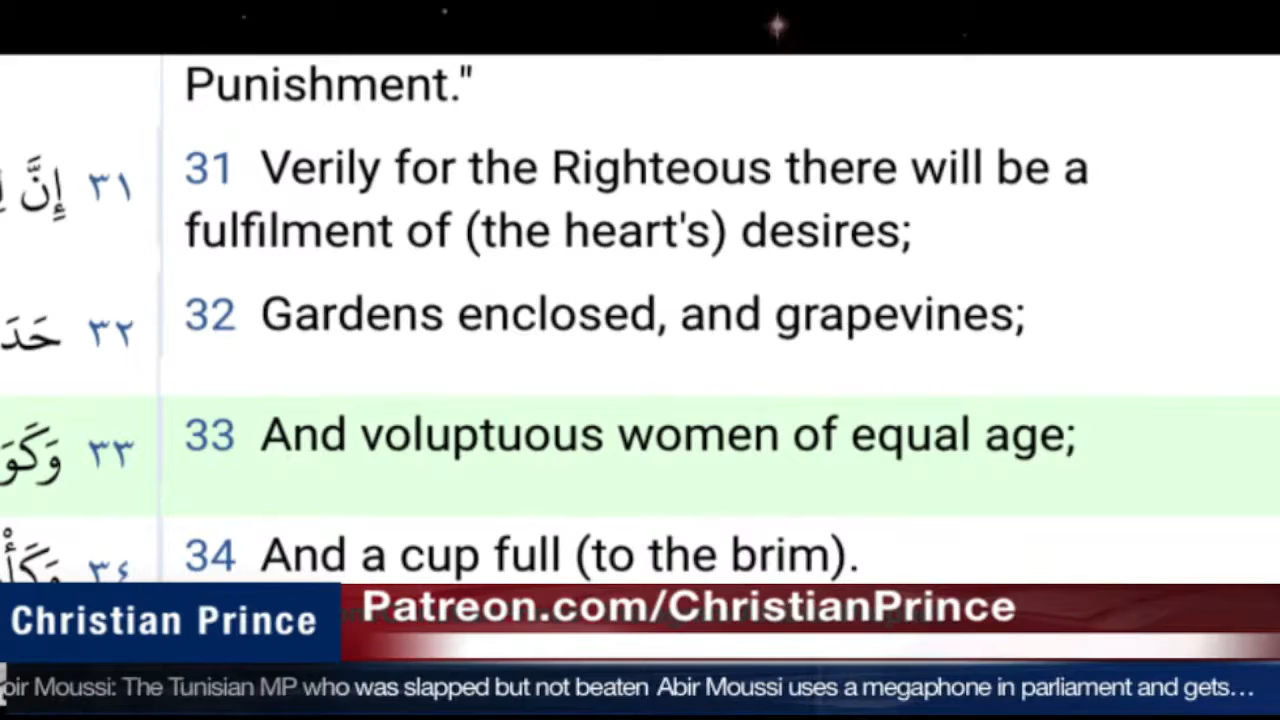 Punishment."
إِنَّ ٣١ 31 Verily for the Righteous there will be a
fulfilment of (the heart's) desires;
٣٢ 32 Gardens enclosed, and grapevines;
٣٣ 33 And voluptuous women of equal age;
٣٤ 34 And a cup full (to the brim).
Christian Prince
Patreon.com/ChristianPrince
Moussi: The Tunisian MP who was slapped but not beaten Abir Moussi uses a megaphone in parliament and gets...